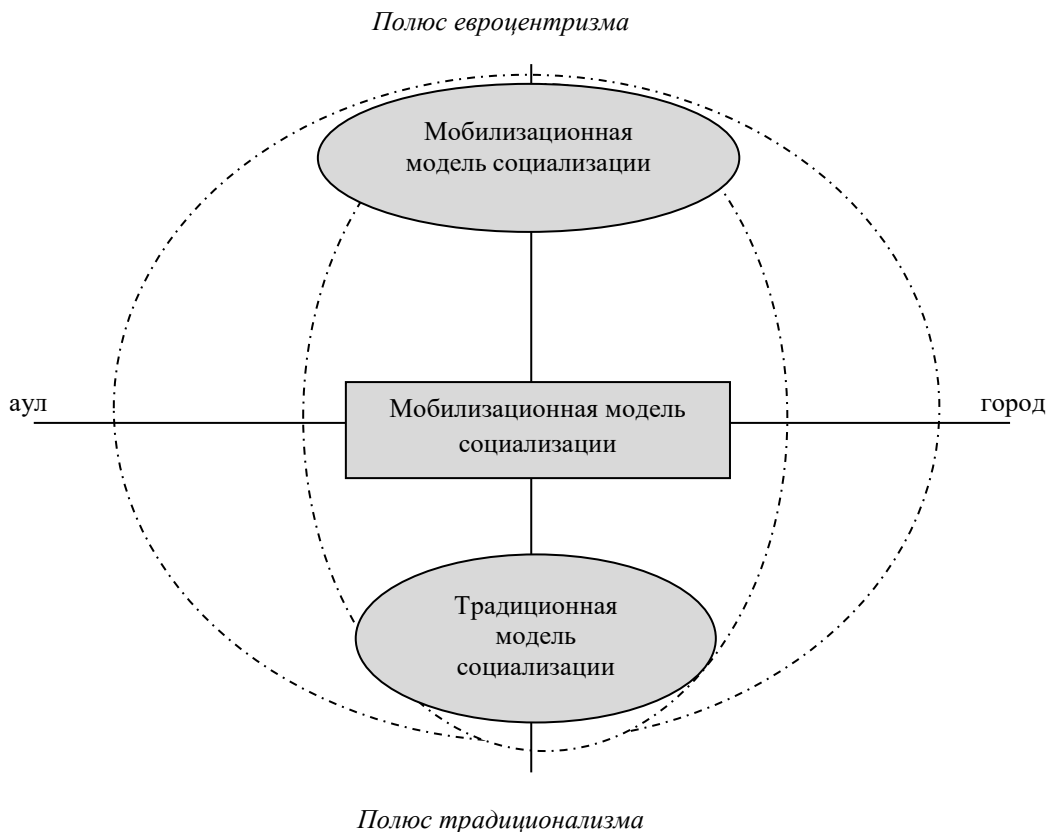 Полюс евроцентризма
Мобилизационная
модель социализации
аул
Мобилизационная модель
социализации
город
Традиционная
модель
социализации
Полюс традиционализма